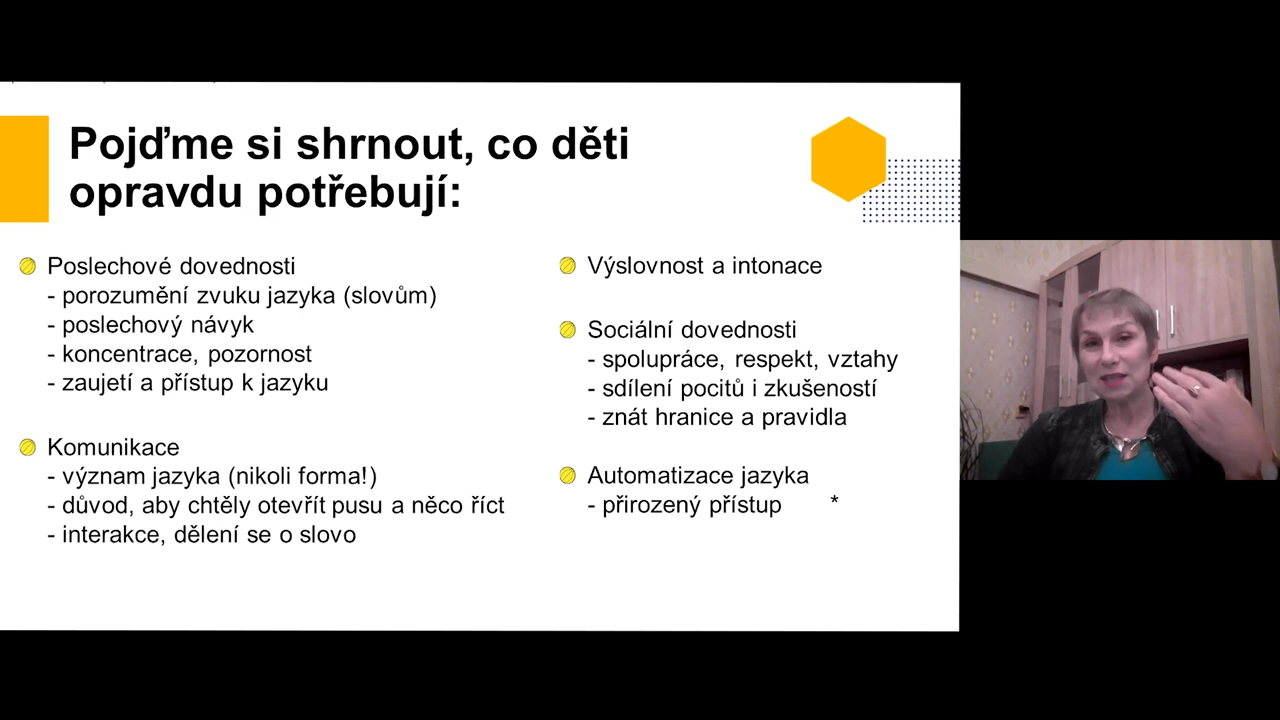 Pojďme si shrnout, co děti
opravdu potřebují:
Poslechové dovednosti
- porozumění zvuku jazyka (slovům)
- poslechový návyk
- koncentrace, pozornost
- zaujetí a přístup k jazyku
Komunikace
- význam jazyka (nikoli forma!)
- důvod, aby chtěly otevřít pusu a něco říct
- interakce, dělení se o slovo
Výslovnost a intonace
Sociální dovednosti
- spolupráce, respekt, vztahy
- sdílení pocitů i zkušeností
- znát hranice a pravidla
Automatizace jazyka
- přirozený přístup *